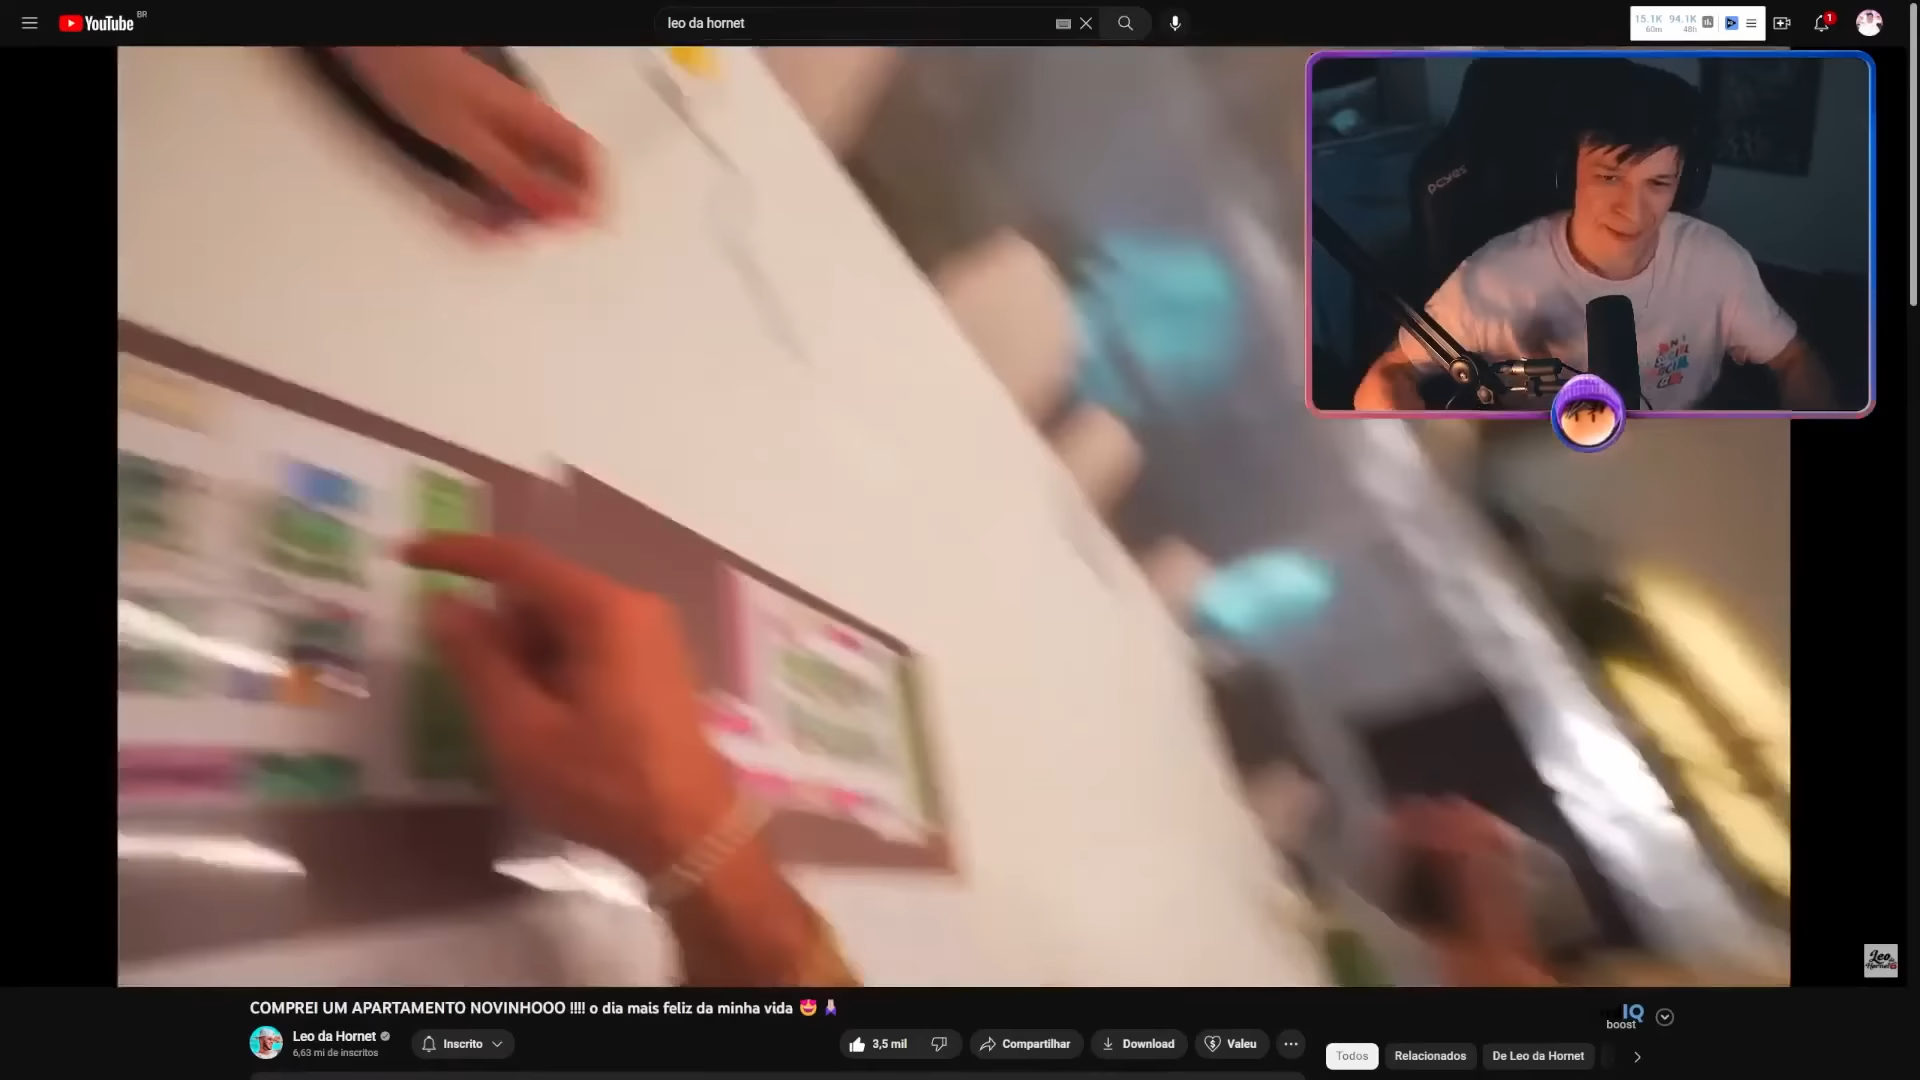 YouTube BR
leo da hornet
15.1K 94.1K
60m 48h
1
pcyes
COMPREI UM APARTAMENTO NOVINHOOO !!!! o dia mais feliz da minha vida
Leo da Hornet
6,63 mi de inscritos
Inscrito
3,5 mil
Compartilhar
Download
Valeu
IQ
boost
Todos
Relacionados
De Leo da Hornet